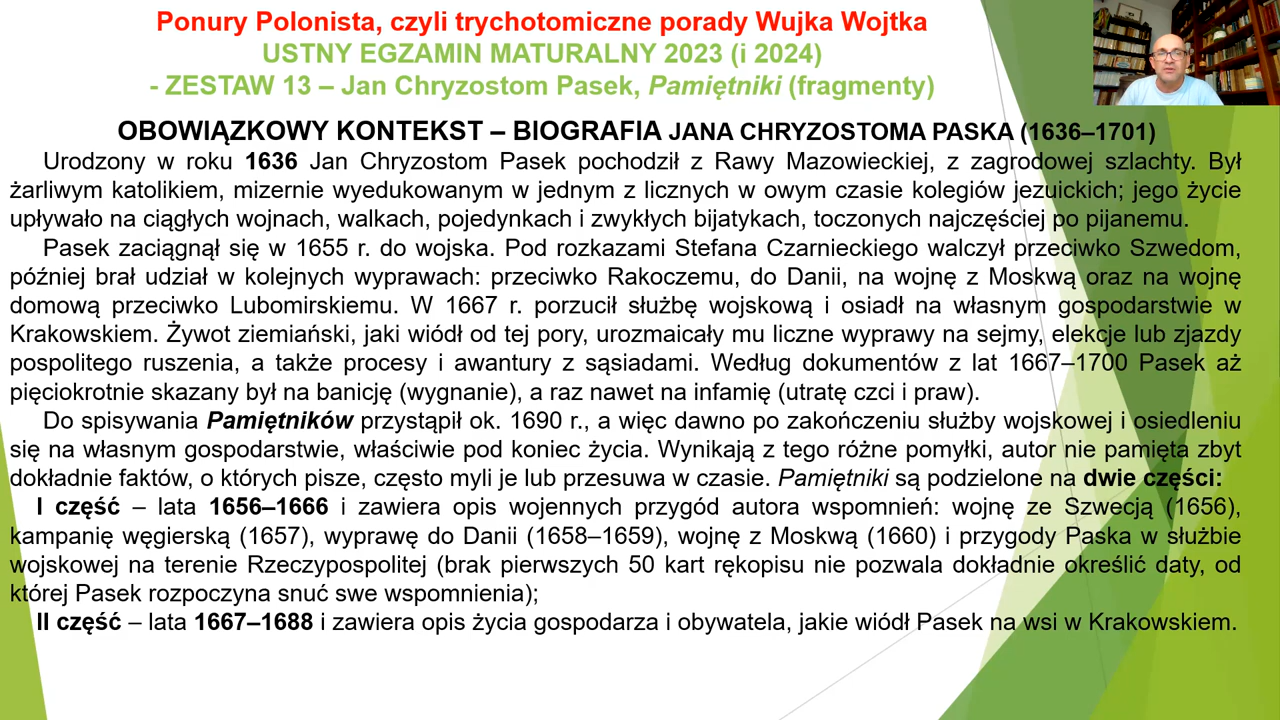 Ponury Polonista, czyli trychotomiczne porady Wujka Wojtka
USTNY EGZAMIN MATURALNY 2023 (i 2024)
- ZESTAW 13 – Jan Chryzostom Pasek, Pamiętniki (fragmenty)
OBOWIĄZKOWY KONTEKST – BIOGRAFIA JANA CHRYZOSTOMA PASKA (1636–1701)
Urodzony w roku 1636 Jan Chryzostom Pasek pochodził z Rawy Mazowieckiej, z zagrodowej szlachty. Był
żarliwym katolikiem, mizernie wyedukowanym w jednym z licznych w owym czasie kolegiów jezuickich; jego życie
upływało na ciągłych wojnach, walkach, pojedynkach i zwykłych bijatykach, toczonych najczęściej po pijanemu.
Pasek zaciągnął się w 1655 r. do wojska. Pod rozkazami Stefana Czarnieckiego walczył przeciwko Szwedom,
później brał udział w kolejnych wyprawach: przeciwko Rakoczemu, do Danii, na wojnę z Moskwą oraz na wojnę
domową przeciwko Lubomirskiemu. W 1667 r. porzucił służbę wojskową i osiadł na własnym gospodarstwie w
Krakowskiem. Żywot ziemiański, jaki wiódł od tej pory, urozmaicały mu liczne wyprawy na sejmy, elekcje lub zjazdy
pospolitego ruszenia, a także procesy i awantury z sąsiadami. Według dokumentów z lat 1667–1700 Pasek aż
pięciokrotnie skazany był na banicję (wygnanie), a raz nawet na infamię (utratę czci i praw).
Do spisywania Pamiętników przystąpił ok. 1690 r., a więc dawno po zakończeniu służby wojskowej i osiedleniu
się na własnym gospodarstwie, właściwie pod koniec życia. Wynikają z tego różne pomyłki, autor nie pamięta zbyt
dokładnie faktów, o których pisze, często myli je lub przesuwa w czasie. Pamiętniki są podzielone na dwie części:
I część – lata 1656–1666 i zawiera opis wojennych przygód autora wspomnień: wojnę ze Szwecją (1656),
kampanię węgierską (1657), wyprawę do Danii (1658–1659), wojnę z Moskwą (1660) i przygody Paska w służbie
wojskowej na terenie Rzeczypospolitej (brak pierwszych 50 kart rękopisu nie pozwala dokładnie określić daty, od
której Pasek rozpoczyna snuć swe wspomnienia);
II część – lata 1667–1688 i zawiera opis życia gospodarza i obywatela, jakie wiódł Pasek na wsi w Krakowskiem.